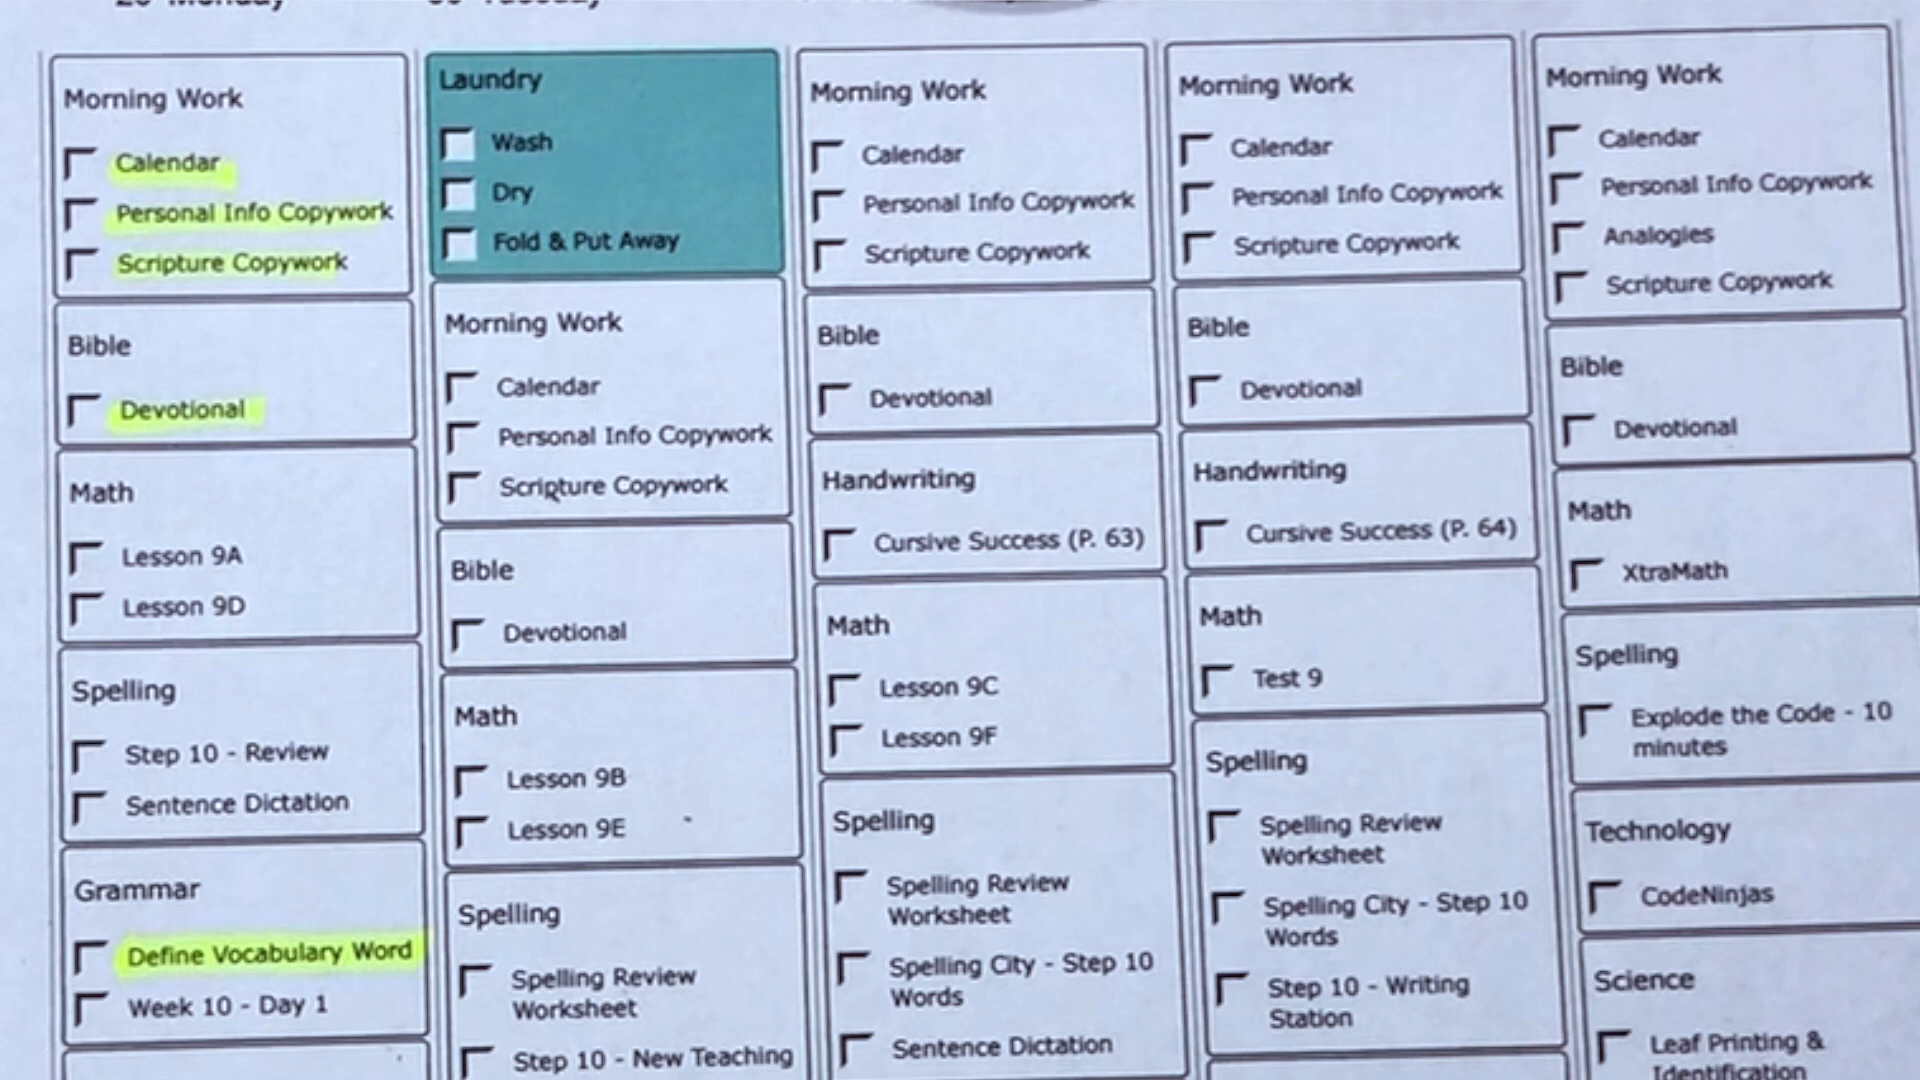 Morning Work
Calendar
Personal Info Copywork
Scripture Copywork
Bible
Devotional
Math
Lesson 9A
Lesson 9D
Spelling
Step 10 - Review
Sentence Dictation
Grammar
Define Vocabulary Word
Week 10 - Day 1
Laundry
Wash
Dry
Fold & Put Away
Morning Work
Calendar
Personal Info Copywork
Scripture Copywork
Bible
Devotional
Math
Lesson 9B
Lesson 9E
Spelling
Spelling Review
Worksheet
Step 10 - New Teaching
Morning Work
Calendar
Personal Info Copywork
Scripture Copywork
Bible
Devotional
Handwriting
Cursive Success (P. 63)
Math
Lesson 9C
Lesson 9F
Spelling
Spelling Review
Worksheet
Spelling City - Step 10
Words
Sentence Dictation
Morning Work
Calendar
Personal Info Copywork
Scripture Copywork
Bible
Devotional
Handwriting
Cursive Success (P. 64)
Math
Test 9
Spelling
Spelling Review
Worksheet
Spelling City - Step 10
Words
Step 10 - Writing
Station
Morning Work
Calendar
Personal Info Copywork
Analogies
Scripture Copywork
Bible
Devotional
Math
XtraMath
Spelling
Explode the Code - 10
minutes
Technology
CodeNinjas
Science
Leaf Printing &
Identification